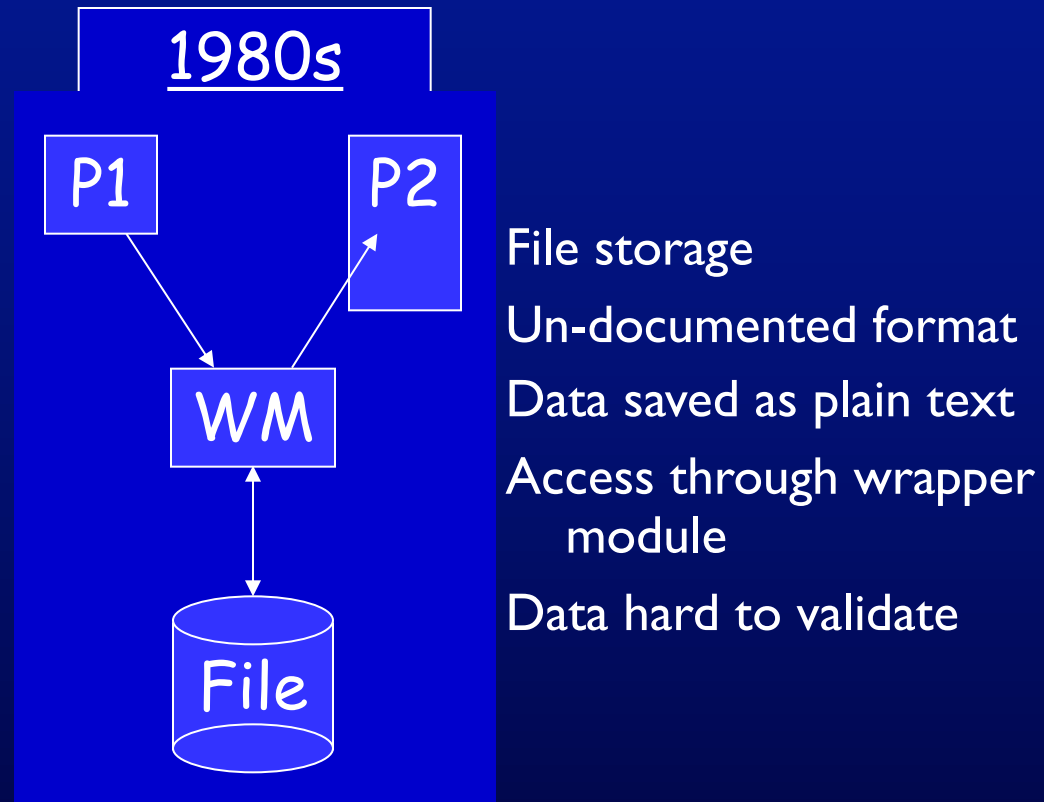 1980s
P1
P2
WM
File
File storage
Un-documented format
Data saved as plain text
Access through wrapper
module
Data hard to validate